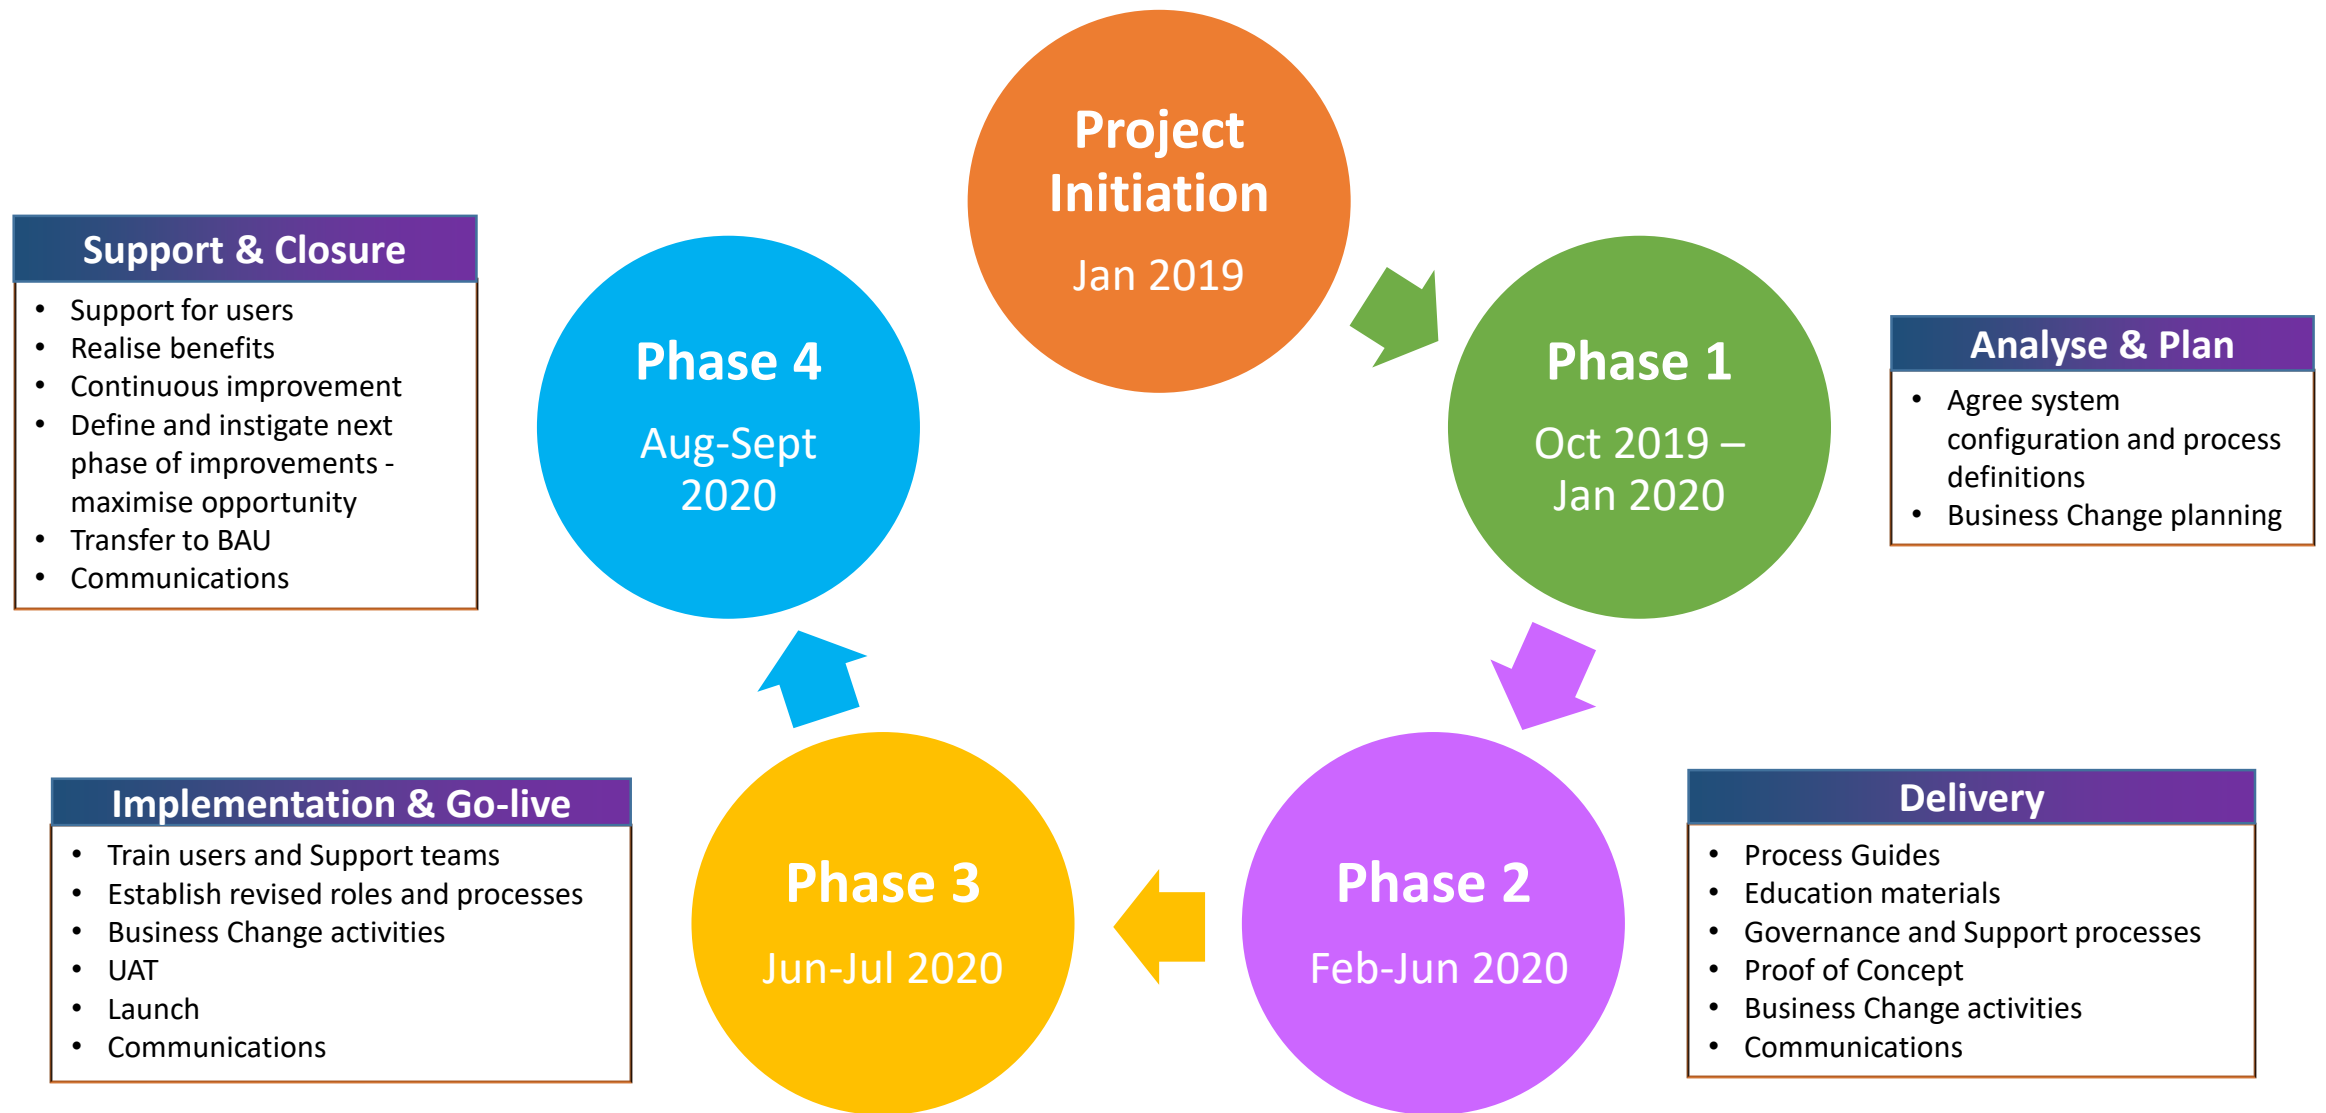 Project
Initiation
Jan 2019
Phase 1
Oct 2019 –
Jan 2020
Analyse & Plan
• Agree system
configuration and process
definitions
• Business Change planning
Phase 2
Feb-Jun 2020
Delivery
• Process Guides
• Education materials
• Governance and Support processes
• Proof of Concept
• Business Change activities
• Communications
Phase 3
Jun-Jul 2020
Implementation & Go-live
• Train users and Support teams
• Establish revised roles and processes
• Business Change activities
• UAT
• Launch
• Communications
Phase 4
Aug-Sept
2020
Support & Closure
• Support for users
• Realise benefits
• Continuous improvement
• Define and instigate next
phase of improvements -
maximise opportunity
• Transfer to BAU
• Communications